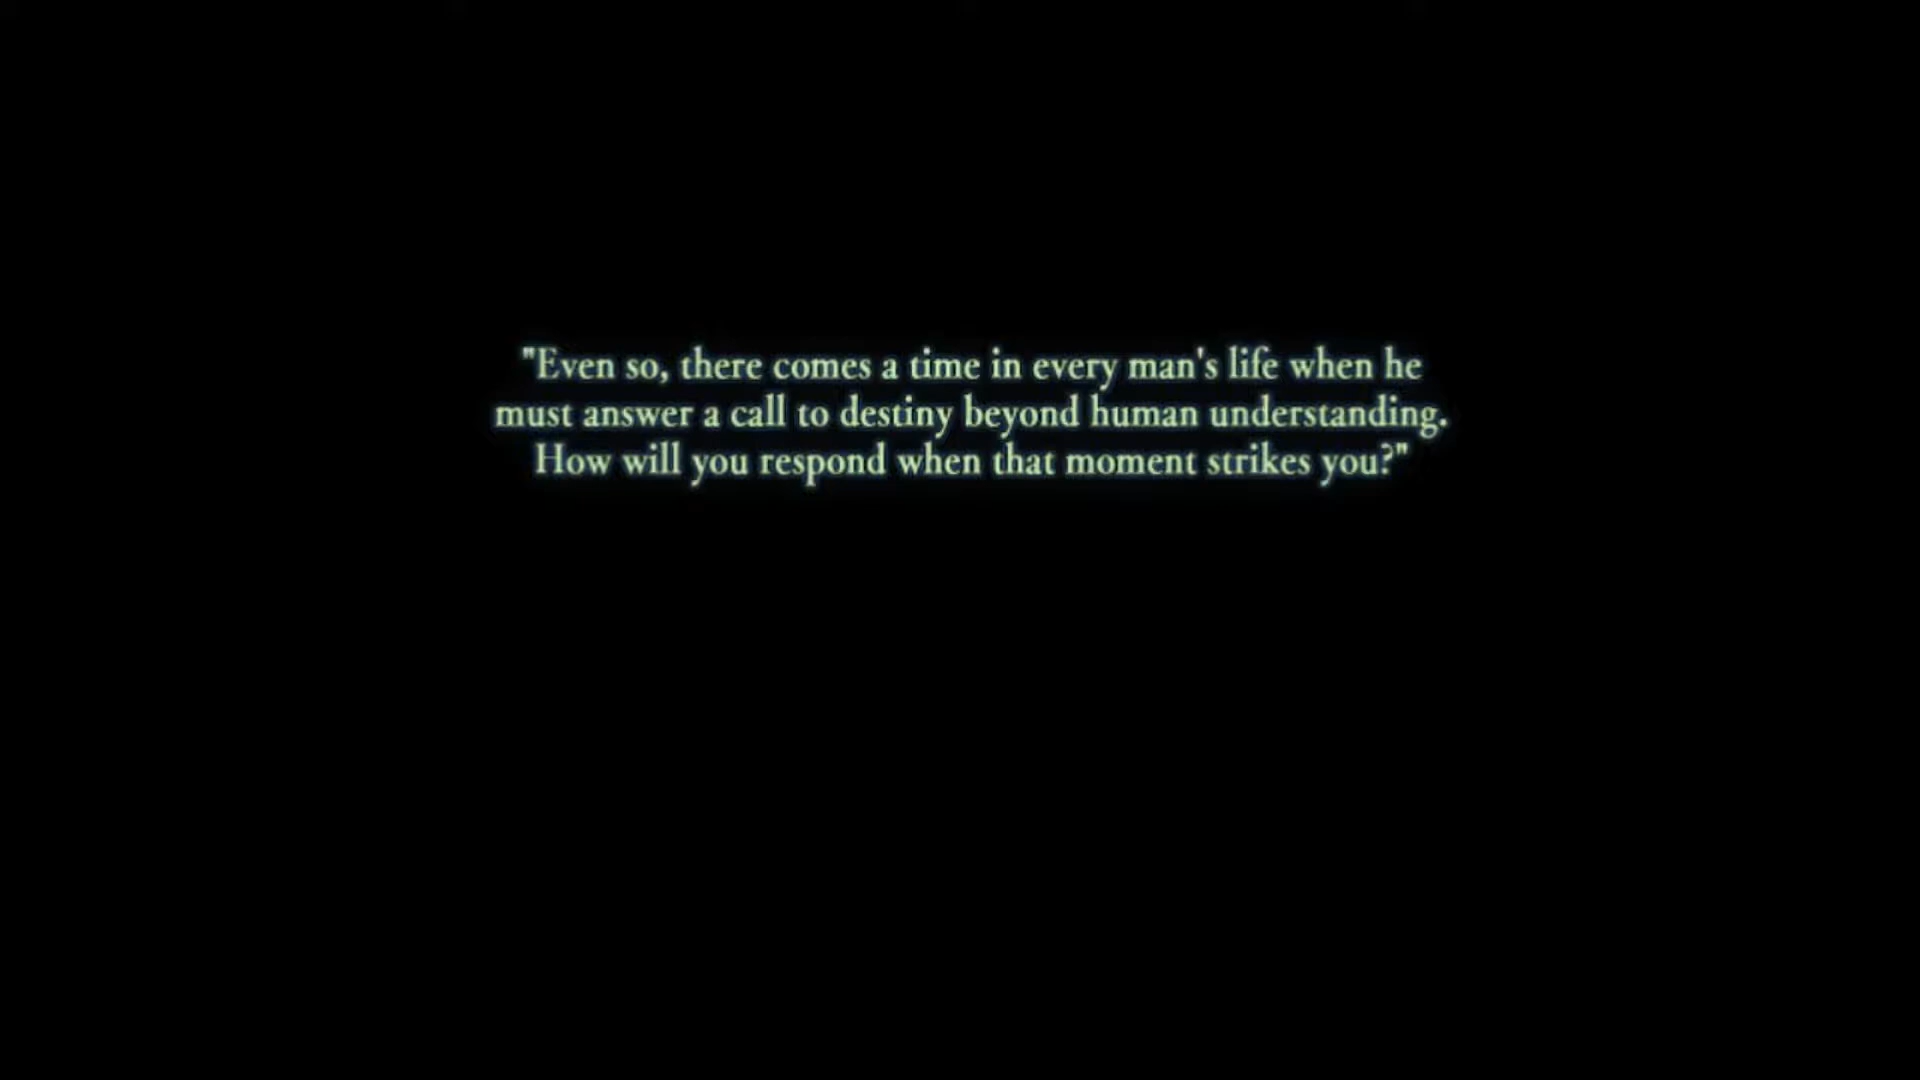 "Even so, there comes a time in every man's life when he
must answer a call to destiny beyond human understanding.
How will you respond when that moment strikes you?"